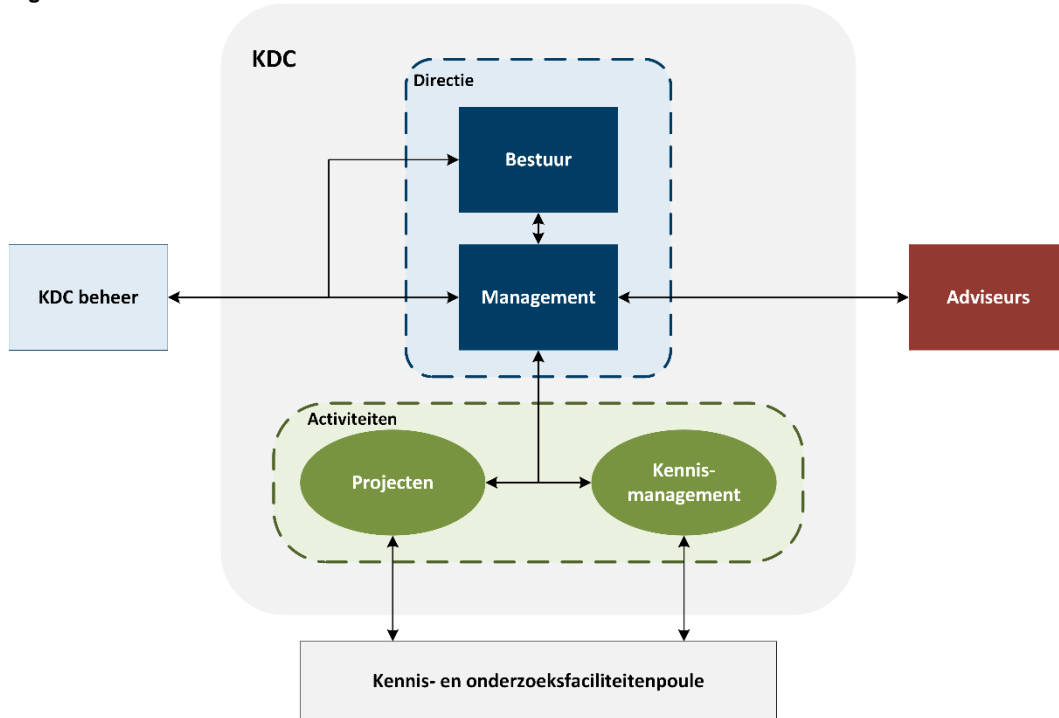 KDC
Directie
Bestuur
KDC beheer
Management
Adviseurs
Activiteiten
Projecten
Kennis-
management
Kennis- en onderzoeksfaciliteitenpoule